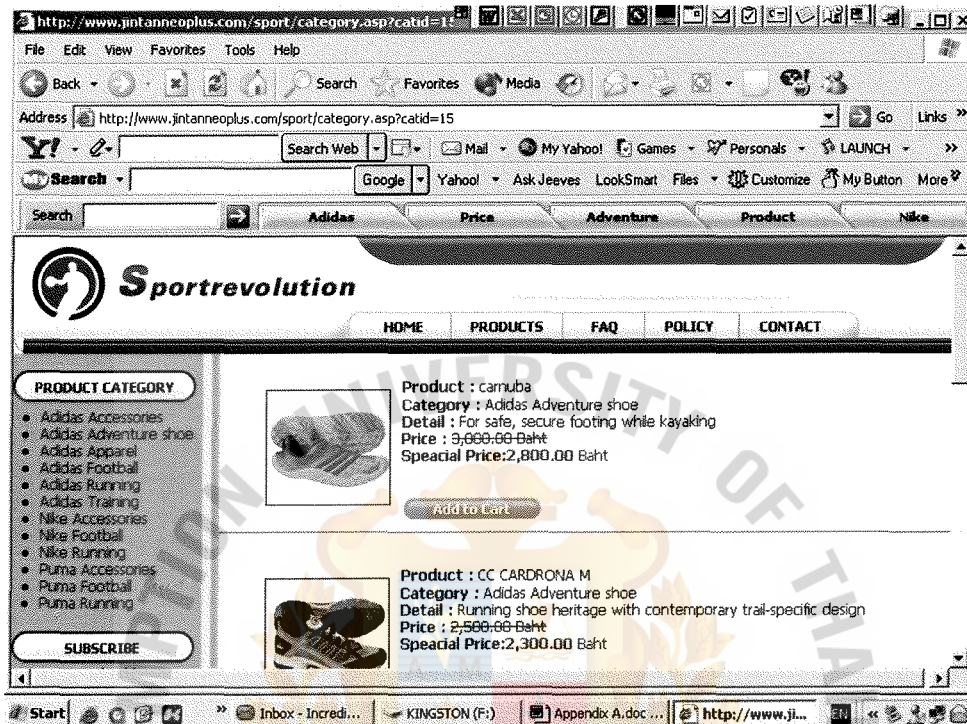 http://www.jintanneoplus.com/sport/category.asp?catid=15
File Edit View Favorites Tools Help
Back Search Favorites Media
Address http://www.jintanneoplus.com/sport/category.asp?catid=15 Go Links »
Y! Search Web Mail My Yahoo! Games Personals LAUNCH »
Search Google Yahoo! Ask Jeeves LookSmart Files Customize My Button More
Search Adidas Price Adventure Product Nike
Sportrevolution
HOME PRODUCTS FAQ POLICY CONTACT
PRODUCT CATEGORY
Adidas Accessories
Adidas Adventure shoe
Adidas Apparel
Adidas Football
Adidas Running
Adidas Training
Nike Accessories
Nike Football
Nike Running
Puma Accessories
Puma Football
Puma Running
SUBSCRIBE
Product : carnuba
Category : Adidas Adventure shoe
Detail : For safe, secure footing while kayaking
Price : 3,000.00 Baht
Speacial Price:2,800.00 Baht
Add to Cart
Product : CC CARDRONA M
Category : Adidas Adventure shoe
Detail : Running shoe heritage with contemporary trail-specific design
Price : 2,500.00 Baht
Speacial Price:2,300.00 Baht
Start » Inbox - Incredi... KINGSTON (F:) Appendix A.doc ... http://www.ji... EN «
UNIVERSITY OF THA